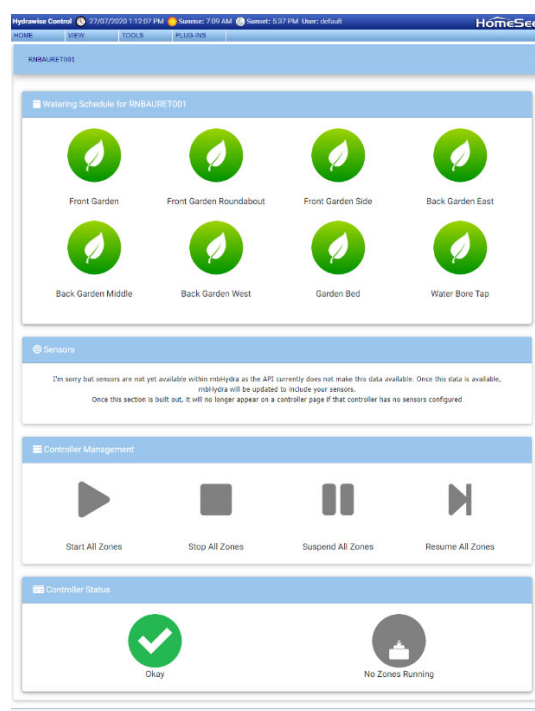 Hydrawise Control 27/07/2020 1:12:07 PM Sunrise: 7:09 AM Sunset: 5:37 PM User: default
HOME VIEW TOOLS PLUG-INS
RNBAURET001
Watering Schedule for RNBAURET001
Front Garden Front Garden Roundabout Front Garden Side Back Garden East
Back Garden Middle Back Garden West Garden Bed Water Bore Tap
Sensors
I'm sorry but sensors are not yet available within rnbHydra as the API currently does not make this data available. Once this data is available,
rnbHydra will be updated to include your sensors.
Once this section is built out, it will no longer appear on a controller page if that controller has no sensors configured
Controller Management
Start All Zones Stop All Zones Suspend All Zones Resume All Zones
Controller Status
Okay No Zones Running